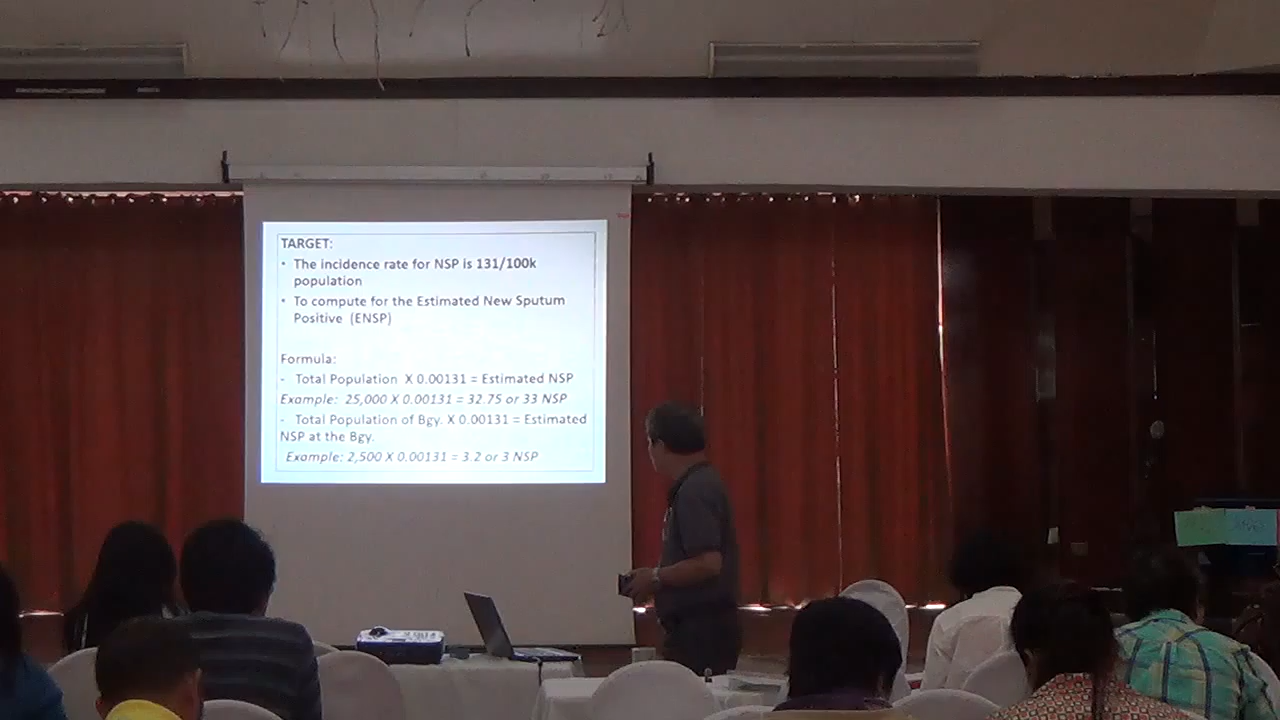 TARGET:
• The incidence rate for NSP is 131/100k
population
• To compute for the Estimated New Sputum
Positive (ENSP)
Formula:
- Total Population X 0.00131 = Estimated NSP
Example: 25,000 X 0.00131 = 32.75 or 33 NSP
- Total Population of Bgy. X 0.00131 = Estimated
NSP at the Bgy.
Example: 2,500 X 0.00131 = 3.2 or 3 NSP